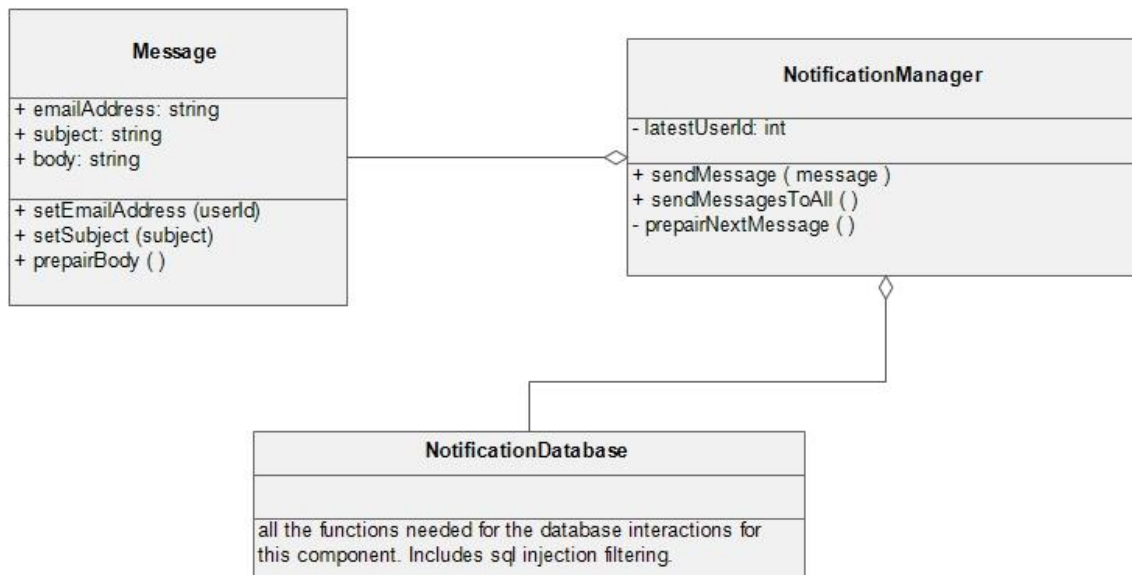 Message
+ emailAddress: string
+ subject: string
+ body: string
+ setEmailAddress (userId)
+ setSubject (subject)
+ prepairBody ( )
NotificationManager
- latestUserId: int
+ sendMessage ( message )
+ sendMessagesToAll ( )
- prepairNextMessage ( )
NotificationDatabase
all the functions needed for the database interactions for
this component. Includes sql injection filtering.